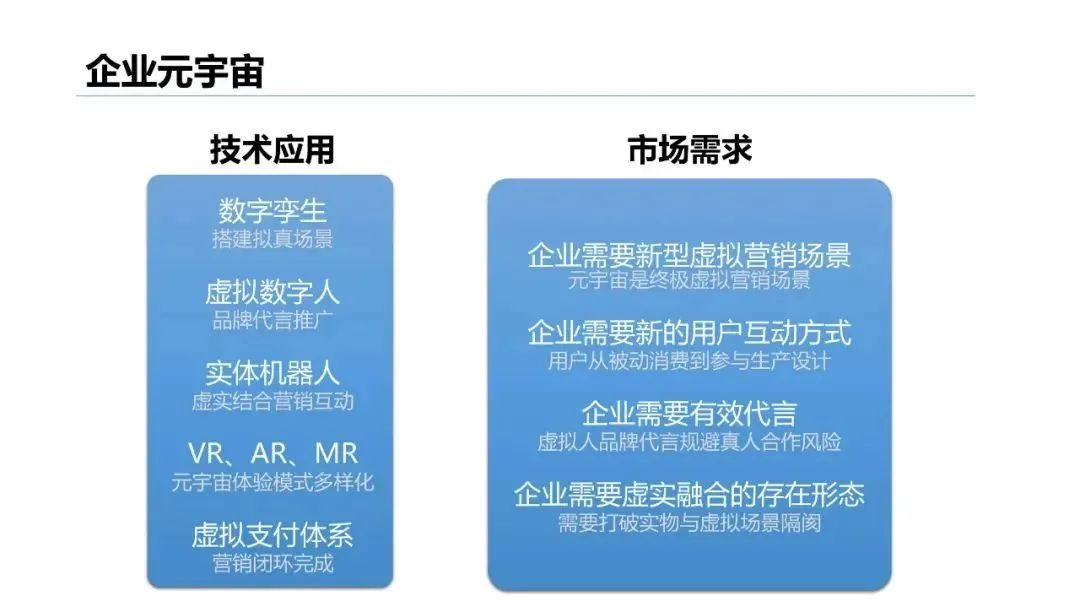 企业元宇宙
技术应用
数字孪生
搭建拟真场景
虚拟数字人
品牌代言推广
实体机器人
虚实结合营销互动
VR、AR、MR
元宇宙体验模式多样化
虚拟支付体系
营销闭环完成
市场需求
企业需要新型虚拟营销场景
元宇宙是终极虚拟营销场景
企业需要新的用户互动方式
用户从被动消费到参与生产设计
企业需要有效代言
虚拟人品牌代言规避真人合作风险
企业需要虚实融合的存在形态
需要打破实物与虚拟场景隔阂